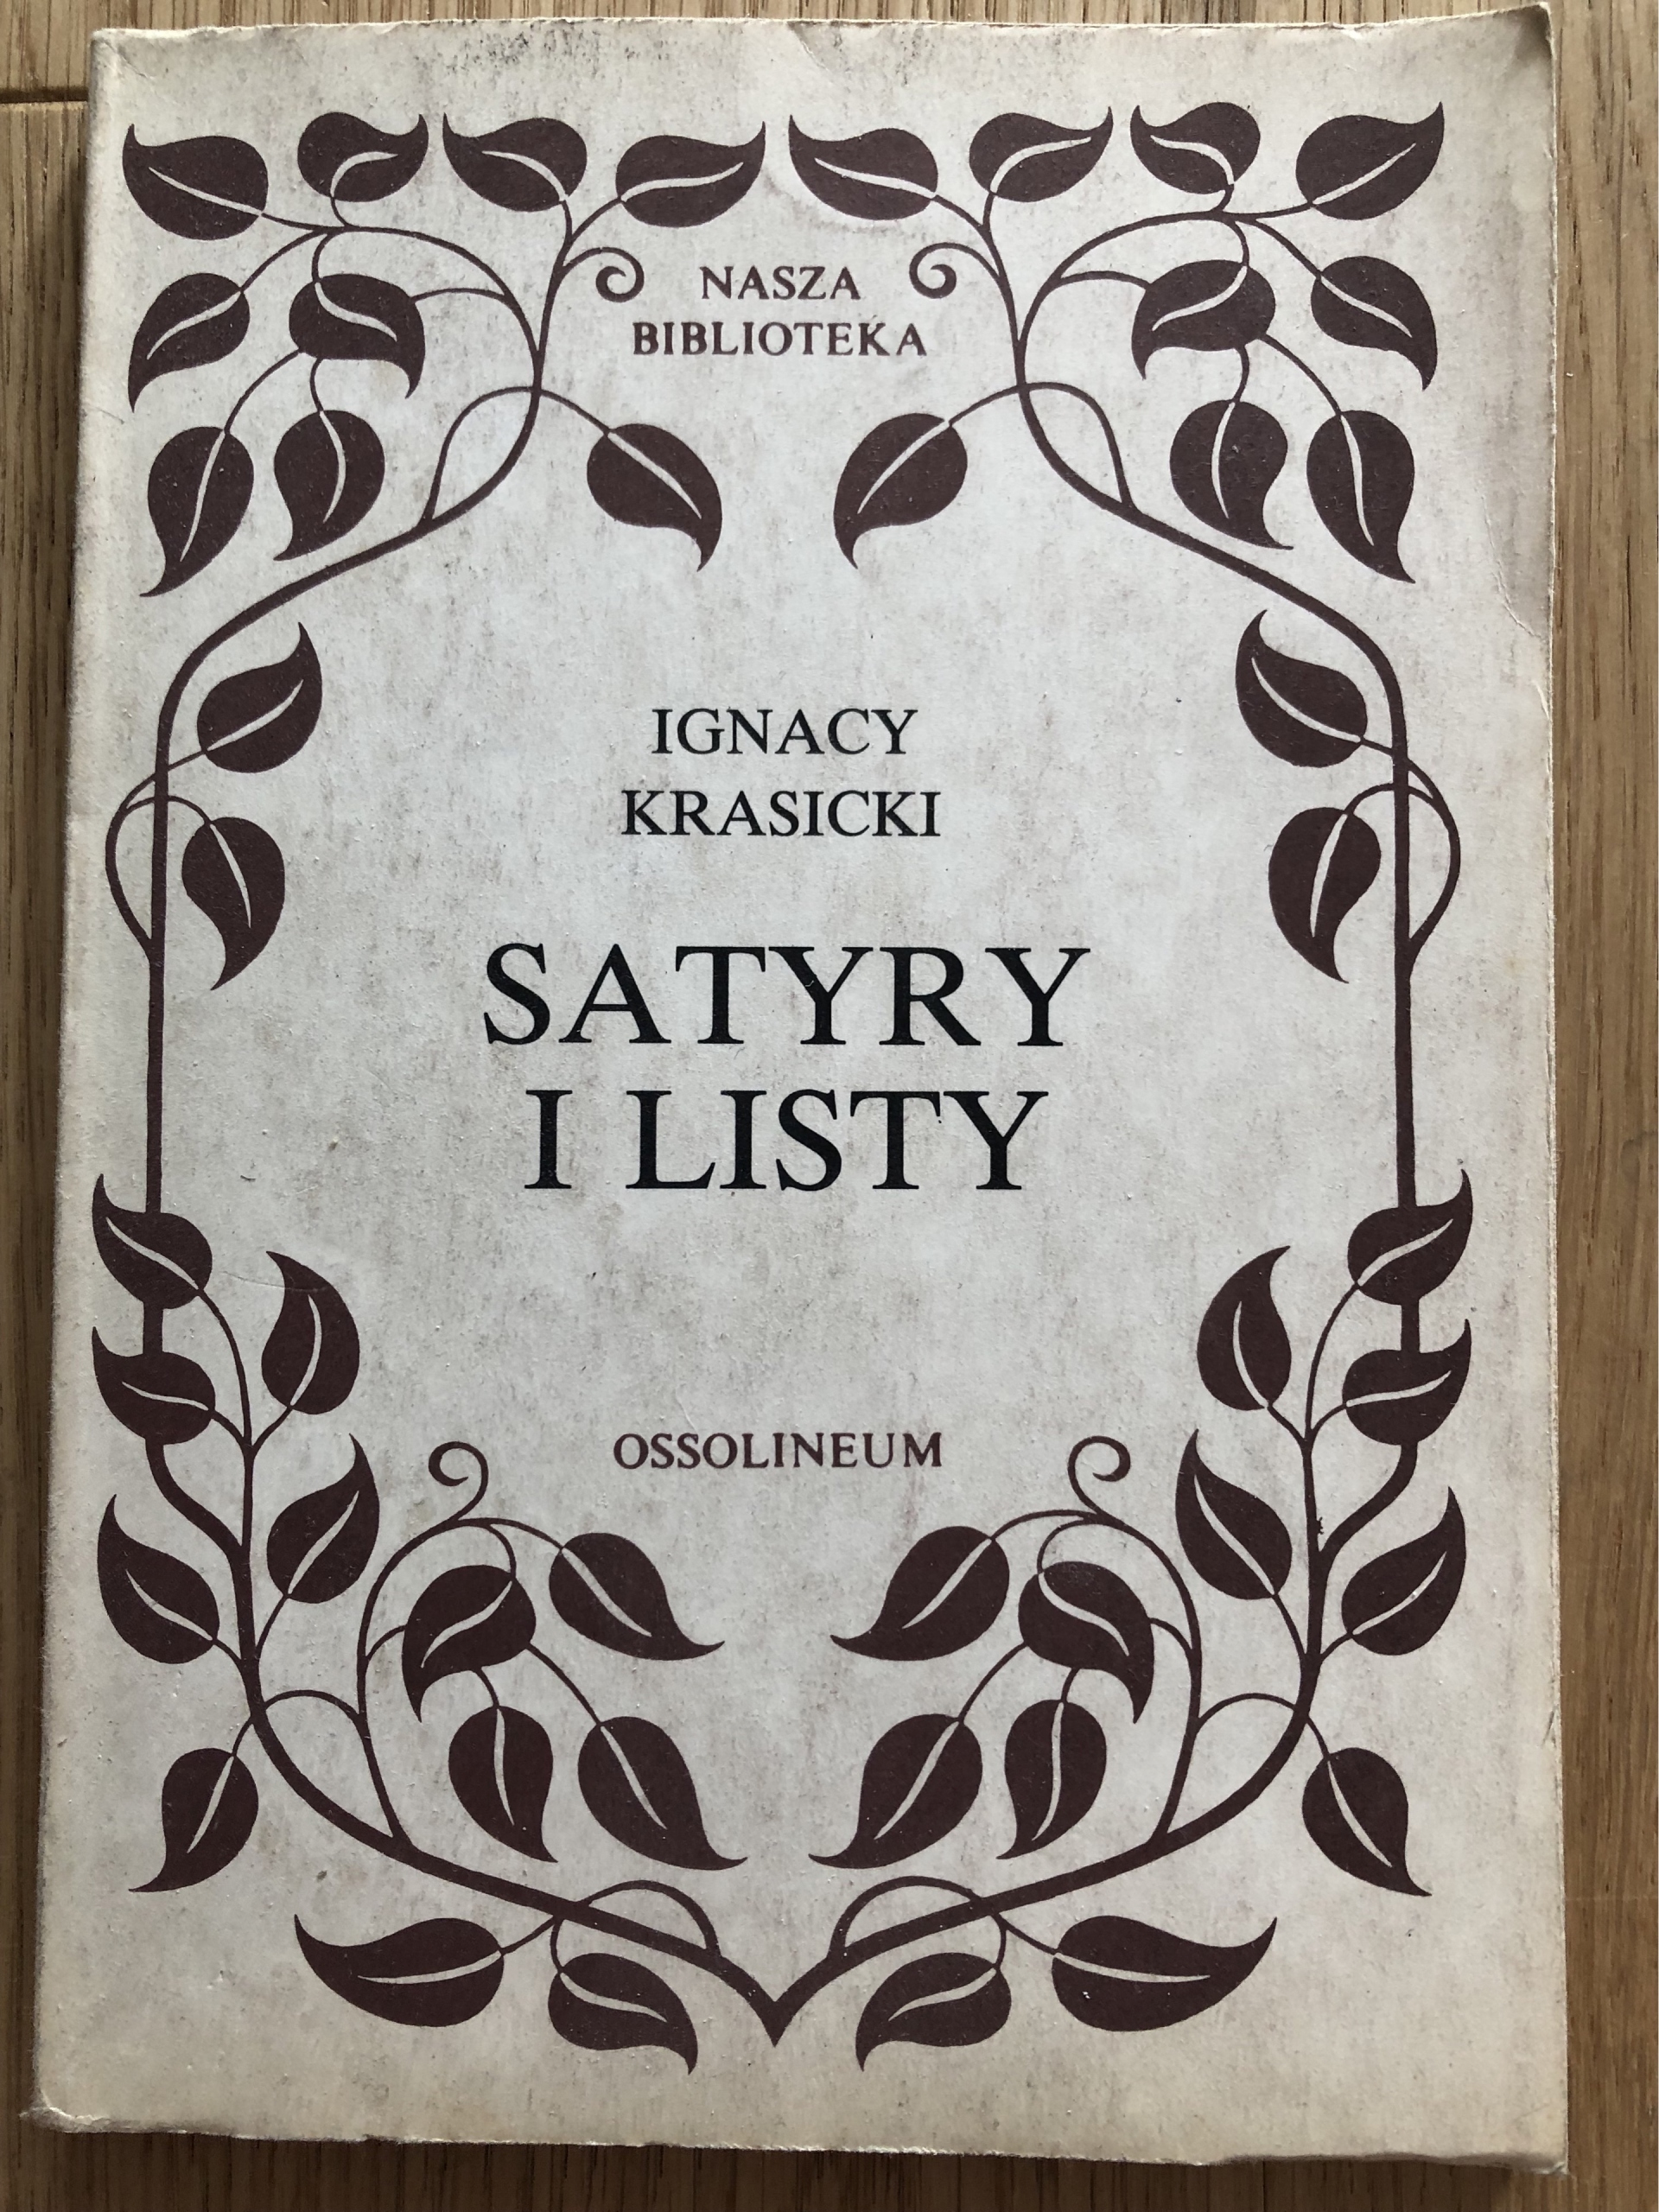 NASZA
BIBLIOTEKA
IGNACY
KRASICKI
SATYRY
I LISTY
OSSOLINEUM